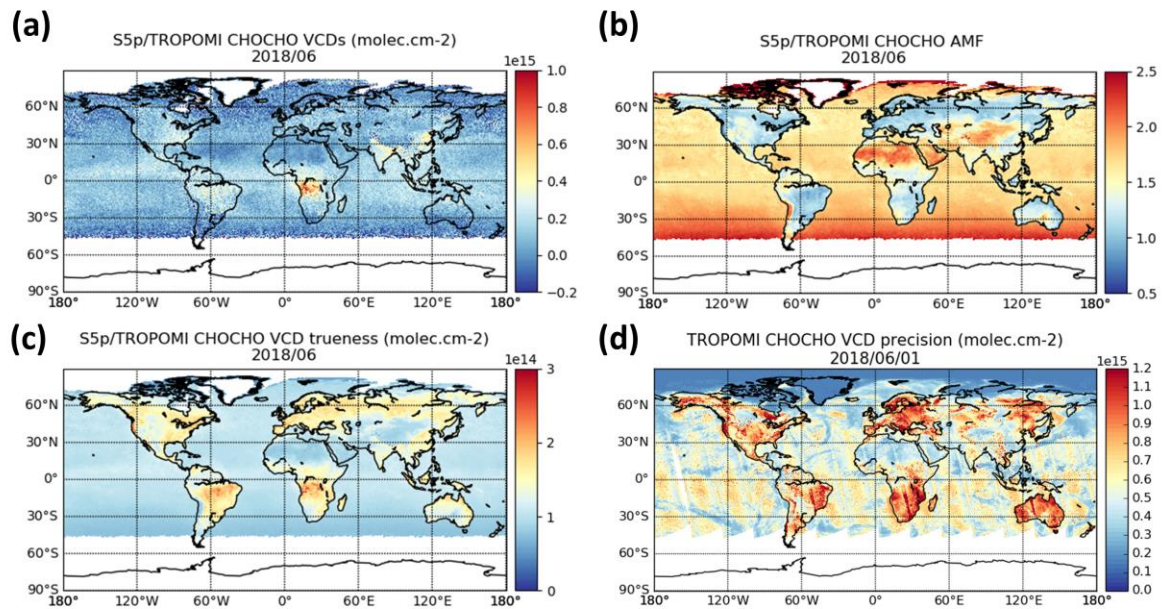 (a)
S5p/TROPOMI CHOCHO VCDs (molec.cm-2)
2018/06
1e15
60°N
30°N
0°
30°S
60°S
90°S
180°
120°W
60°W
0°
60°E
120°E
180°
1.0
0.8
0.6
0.4
0.2
0.0
−0.2
(b)
S5p/TROPOMI CHOCHO AMF
2018/06
60°N
30°N
0°
30°S
60°S
90°S
180°
120°W
60°W
0°
60°E
120°E
180°
2.5
2.0
1.5
1.0
0.5
(c)
S5p/TROPOMI CHOCHO VCD trueness (molec.cm-2)
2018/06
1e14
60°N
30°N
0°
30°S
60°S
90°S
180°
120°W
60°W
0°
60°E
120°E
180°
3
2
1
0
(d)
TROPOMI CHOCHO VCD precision (molec.cm-2)
2018/06/01
1e15
60°N
30°N
0°
30°S
60°S
90°S
180°
120°W
60°W
0°
60°E
120°E
180°
1.2
1.1
1.0
0.9
0.8
0.7
0.6
0.5
0.4
0.3
0.2
0.1
0.0